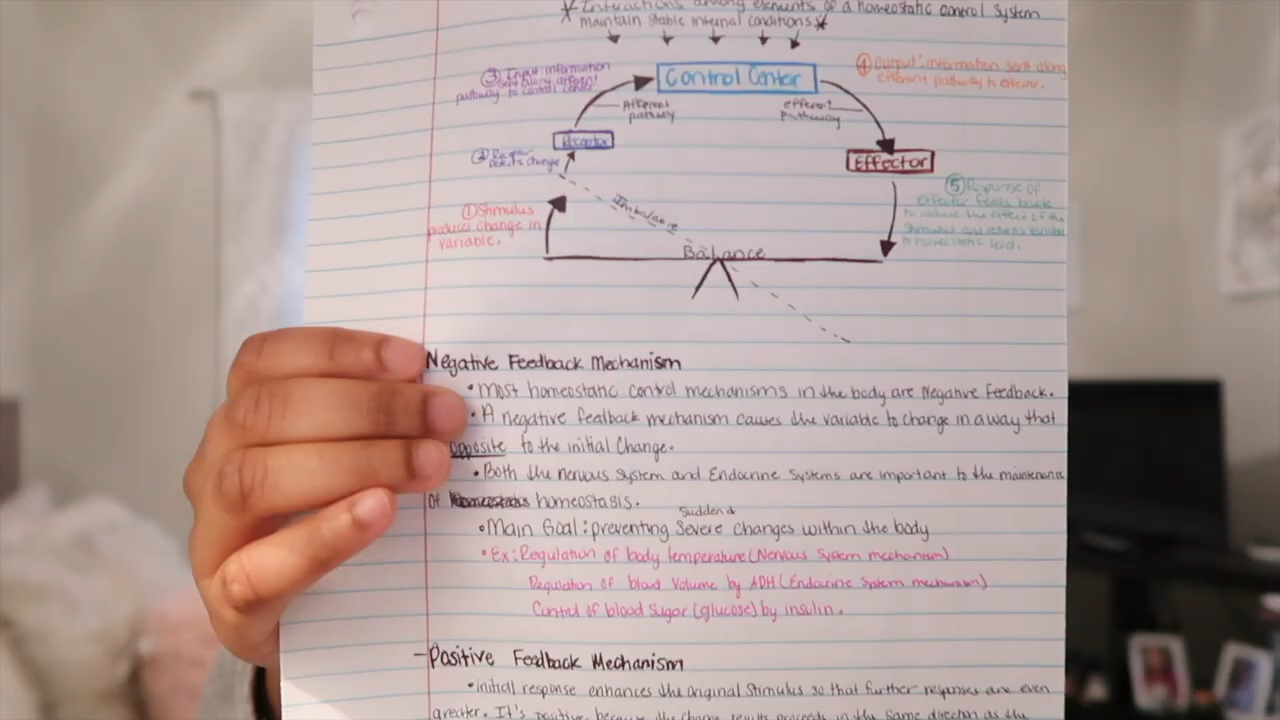 * Interactions among elements of a homeostatic control system
maintain stable internal conditions *
③ Input: information
sent along afferent
pathway to control center
Control Center
④ Output: information sent along
efferent pathway to effector.
Afferent
pathway
efferent
Pathway
Receptor
② Receptor
detects change
Effector
① Stimulus
produces change in
variable.
Imbalance
⑤ Response of
effector feeds back
to reduce the effect of the
stimulus and returns variable
to homeostatic level.
Balance
Negative Feedback Mechanism
• Most homeostatic control mechanisms in the body are Negative Feedback.
• A negative feedback mechanism causes the variable to change in a way that
opposite to the initial change.
• Both the nervous system and Endocrine systems are important to the maintenance
of homeostasis.
sudden &
• Main Goal: preventing severe changes within the body
• Ex: Regulation of body temperature (Nervous System mechanism)
Regulation of blood volume by ADH (Endocrine System mechanism)
Control of blood sugar (glucose) by insulin.
- Positive Feedback Mechanism
• Initial response enhances the original stimulus so that further responses are even
greater. It's positive because the change results proceeds in the same direction as the